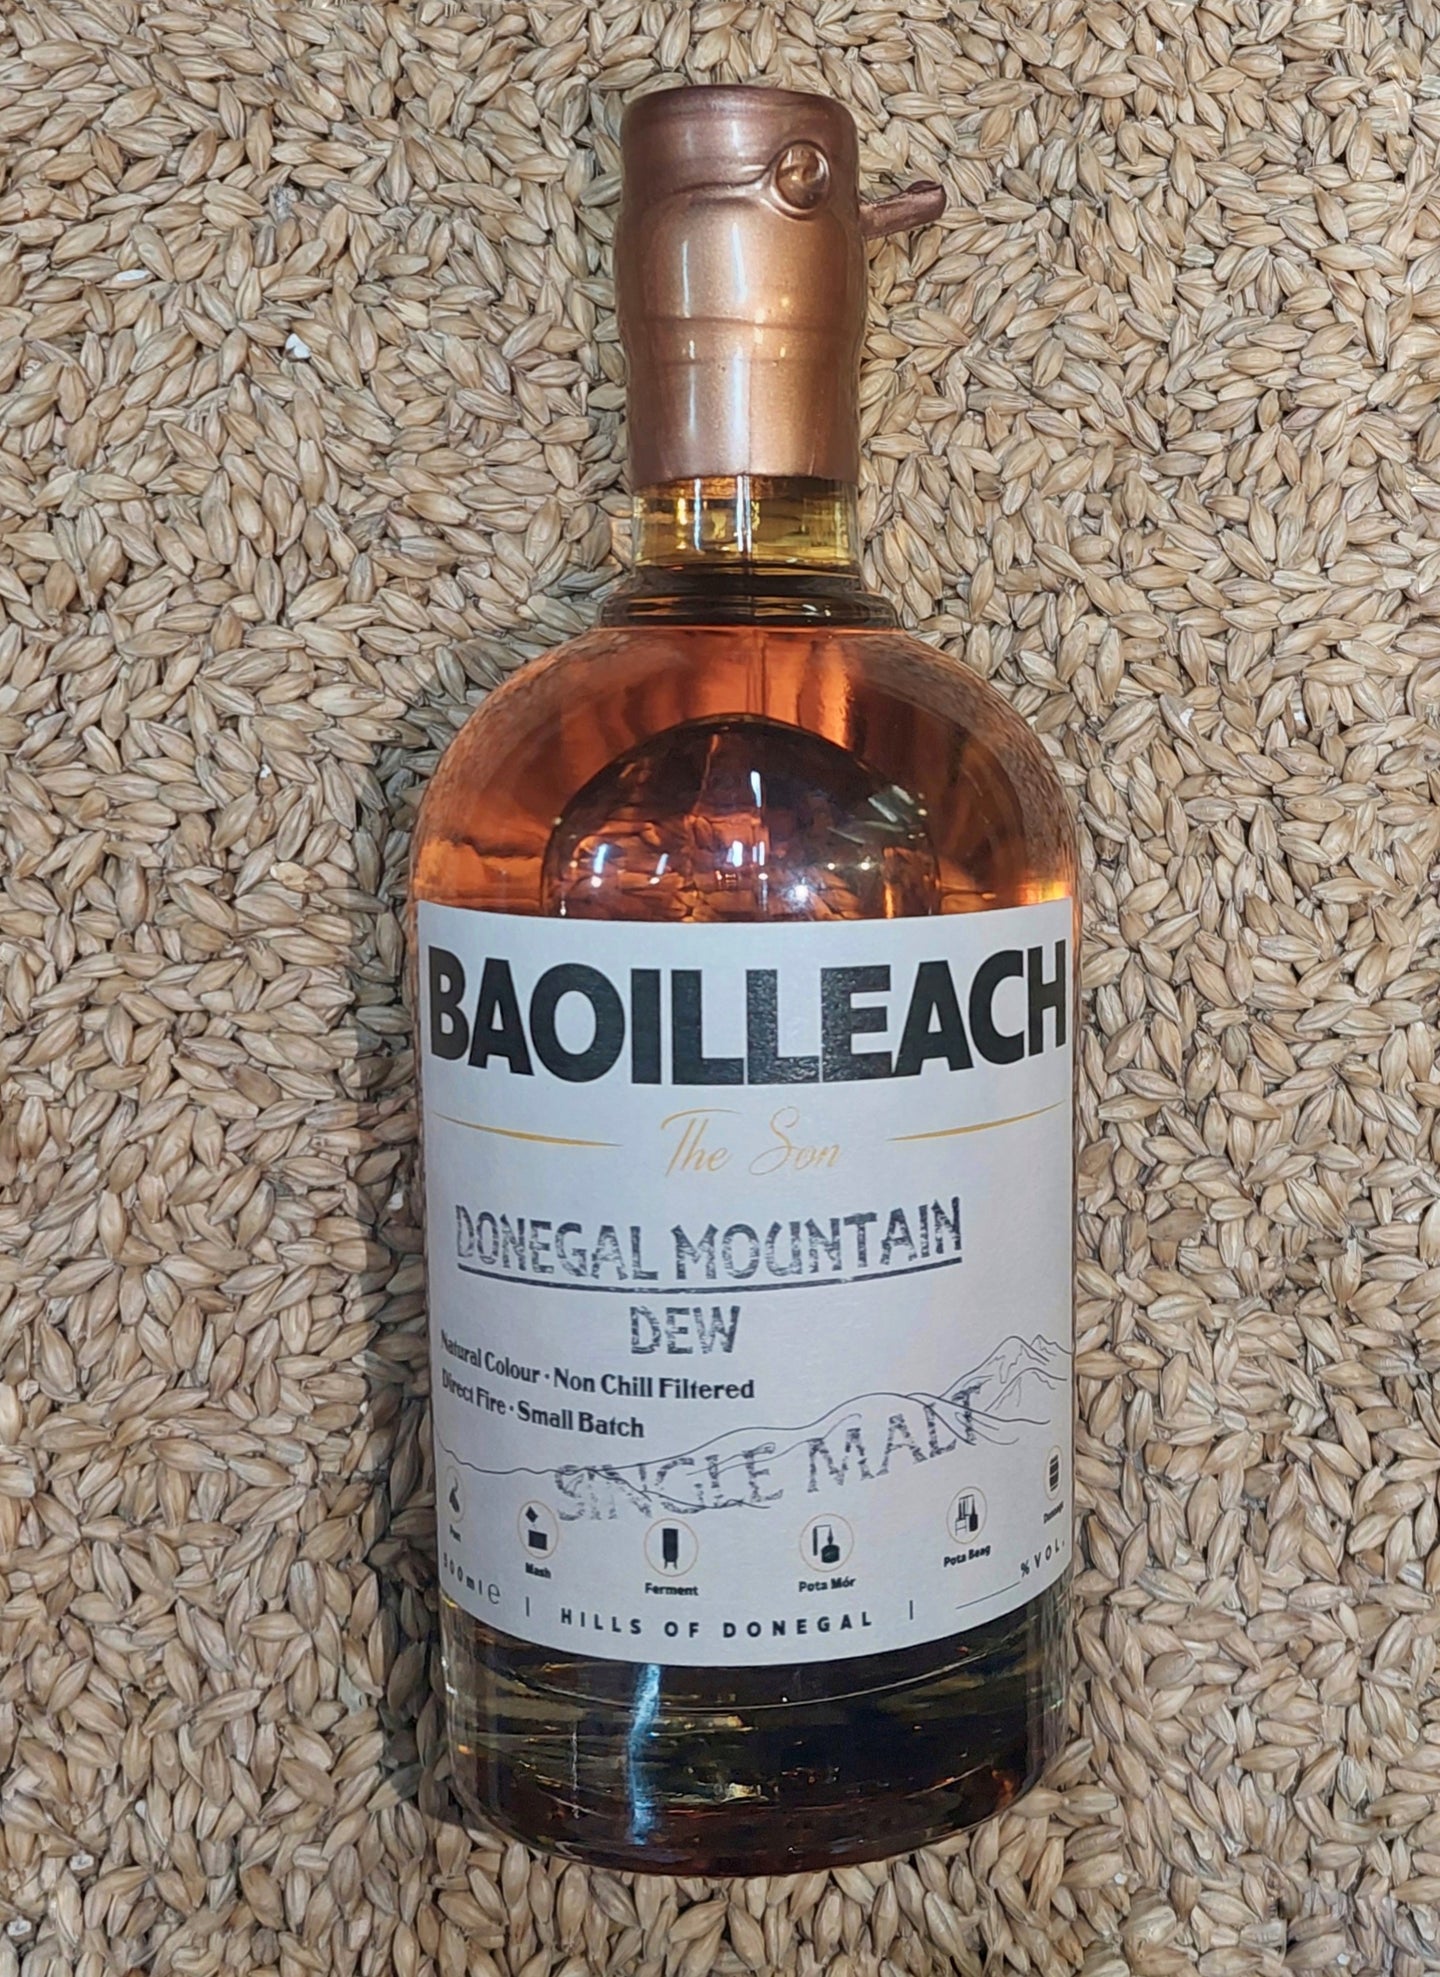 BAOILLEACH
The Son
DONEGAL MOUNTAIN
DEW
Natural Colour · Non Chill Filtered
Direct Fire · Small Batch
SINGLE MALT
Mash
Ferment
Pota Mór
Pota Beag
500ml e | HILLS OF DONEGAL | % VOL.